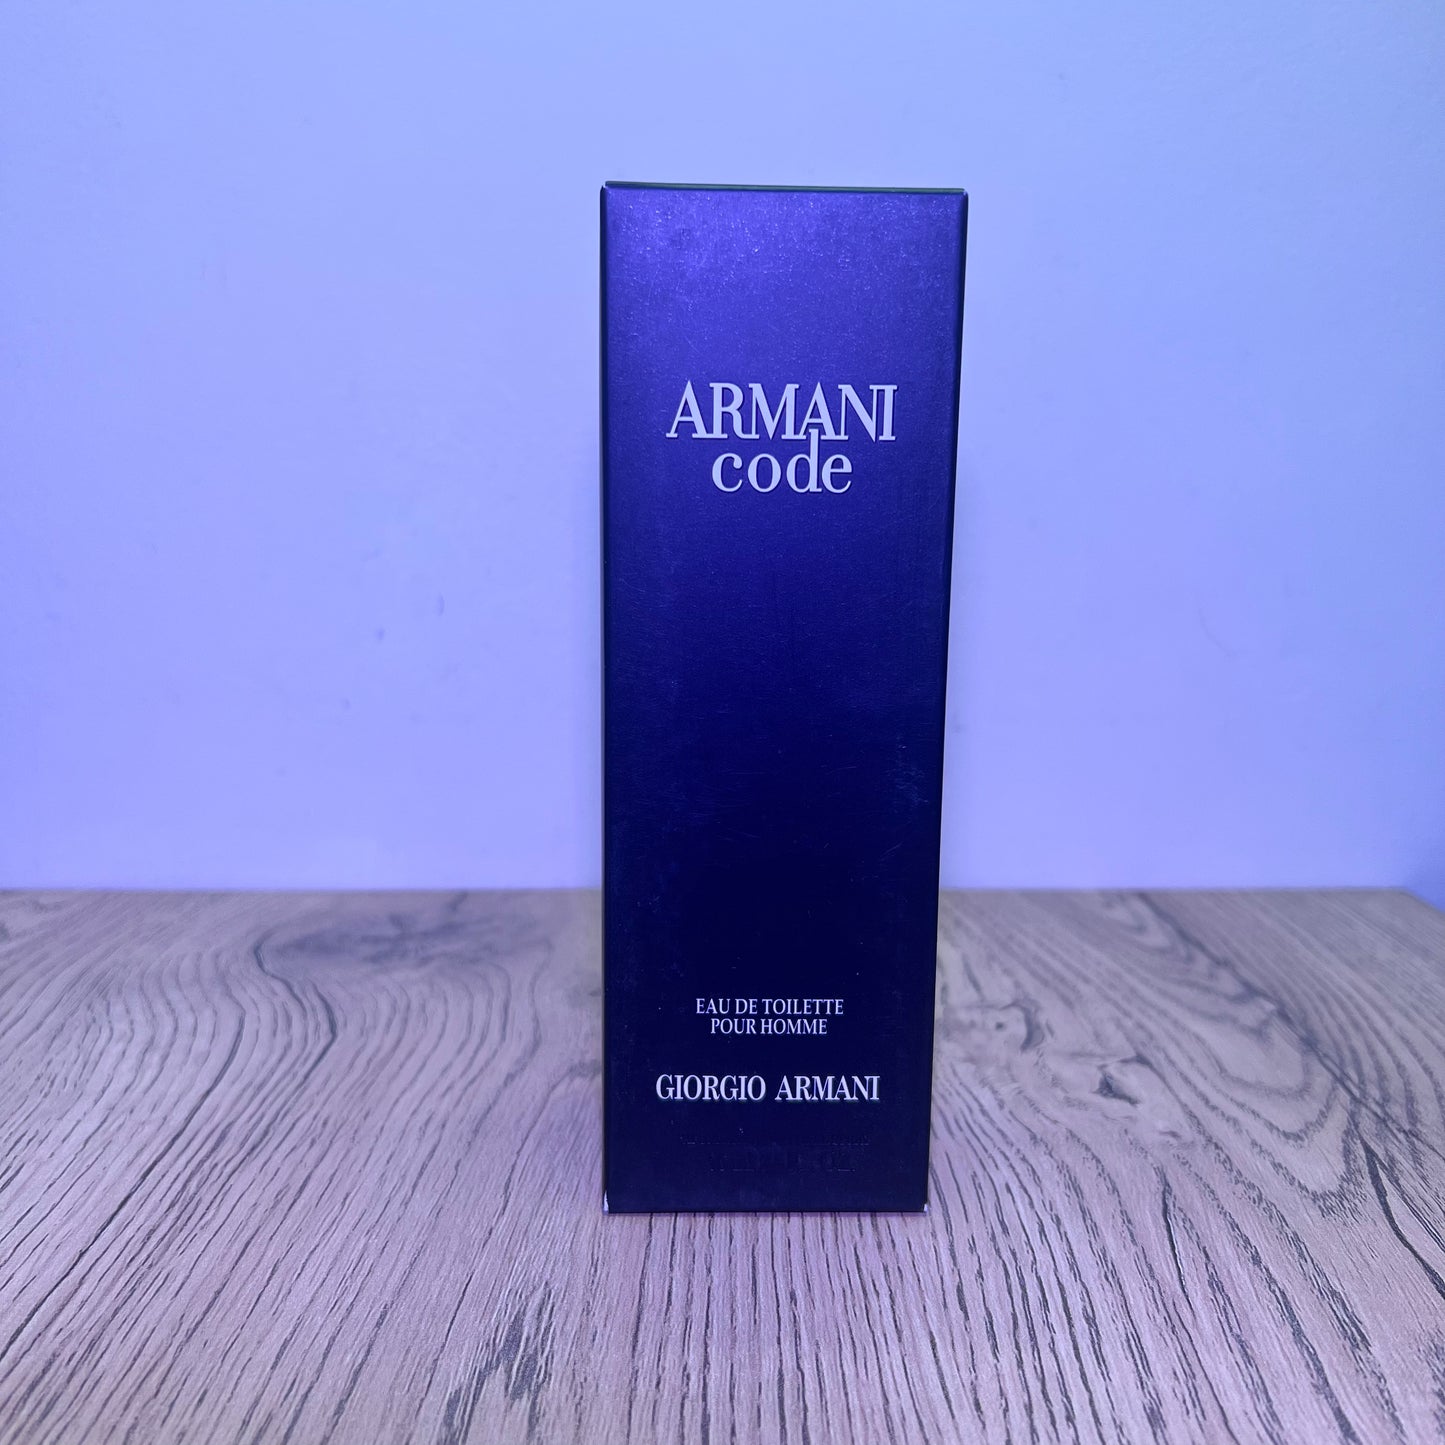 ARMANI
code
EAU DE TOILETTE
POUR HOMME
GIORGIO ARMANI